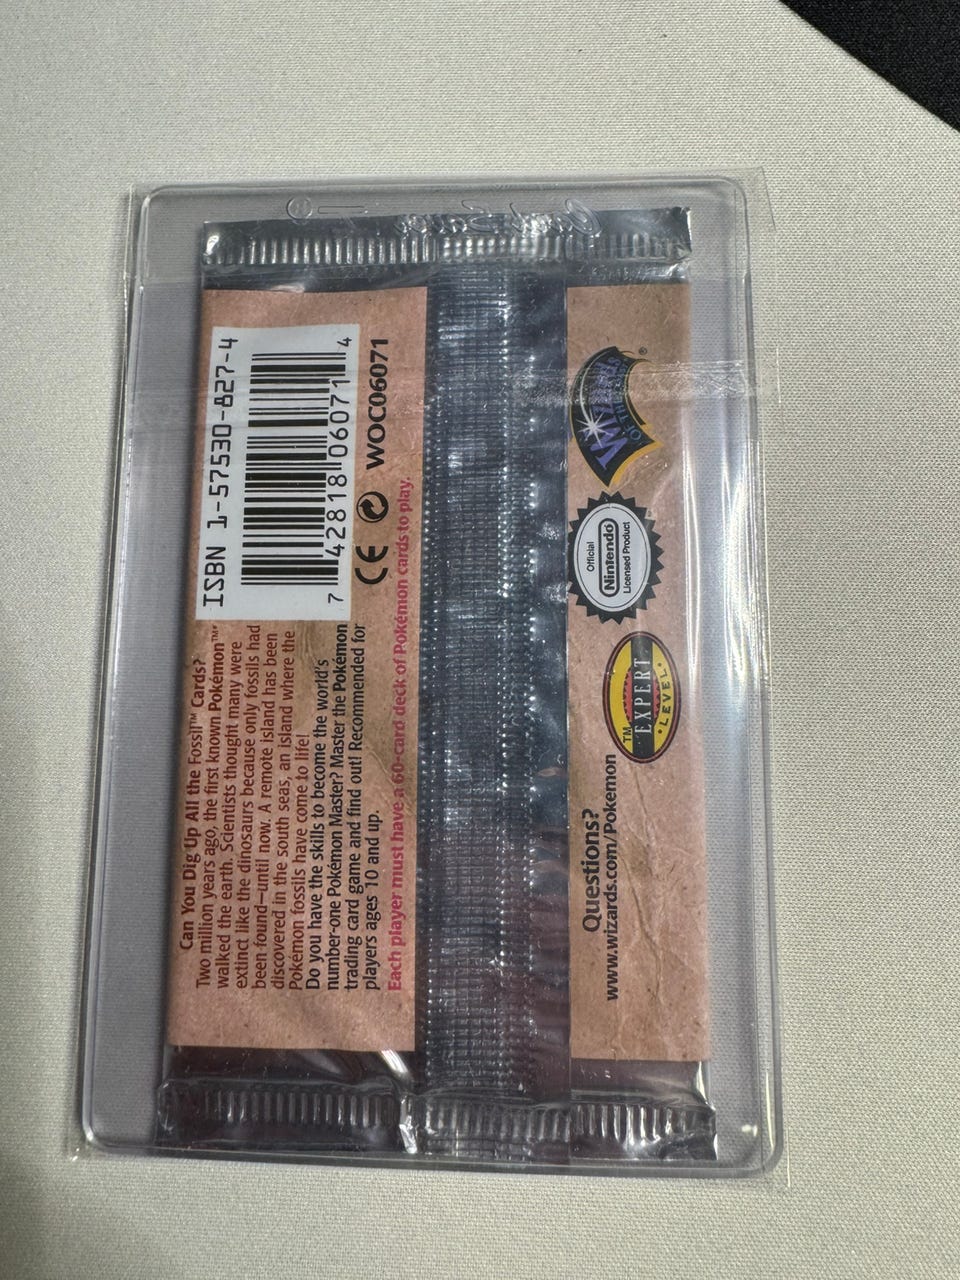 ISBN 1-57530-827-4
7 42818 06071 4
CE WOC06071
Can You Dig Up All the Fossil™ Cards?
Two million years ago, the first known Pokémon™
walked the earth. Scientists thought many were
extinct like the dinosaurs because only fossils had
been found—until now. A remote island has been
discovered in the south seas, an island where the
Pokémon fossils have come to life!
Do you have the skills to become the world's
number-one Pokémon Master? Master the Pokémon
trading card game and find out! Recommended for
players ages 10 and up.
Each player must have a 60-card deck of Pokémon cards to play.
WIZARDS
OF THE COAST
®
Official
Nintendo
Licensed Product
TM
EXPERT
LEVEL
Questions?
www.wizards.com/Pokemon